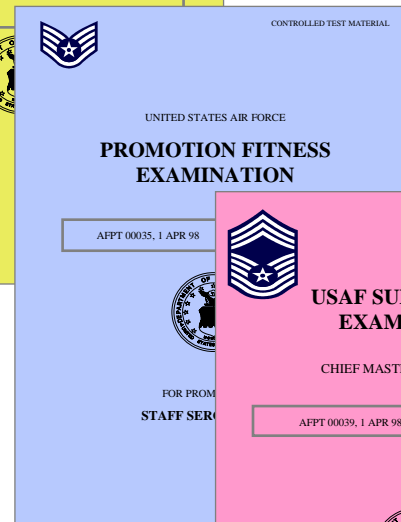 CONTROLLED TEST MATERIAL
UNITED STATES AIR FORCE
PROMOTION FITNESS
EXAMINATION
AFPT 00035, 1 APR 98
FOR PROM
STAFF SER
USAF SU
EXAM
CHIEF MAST
AFPT 00039, 1 APR 98